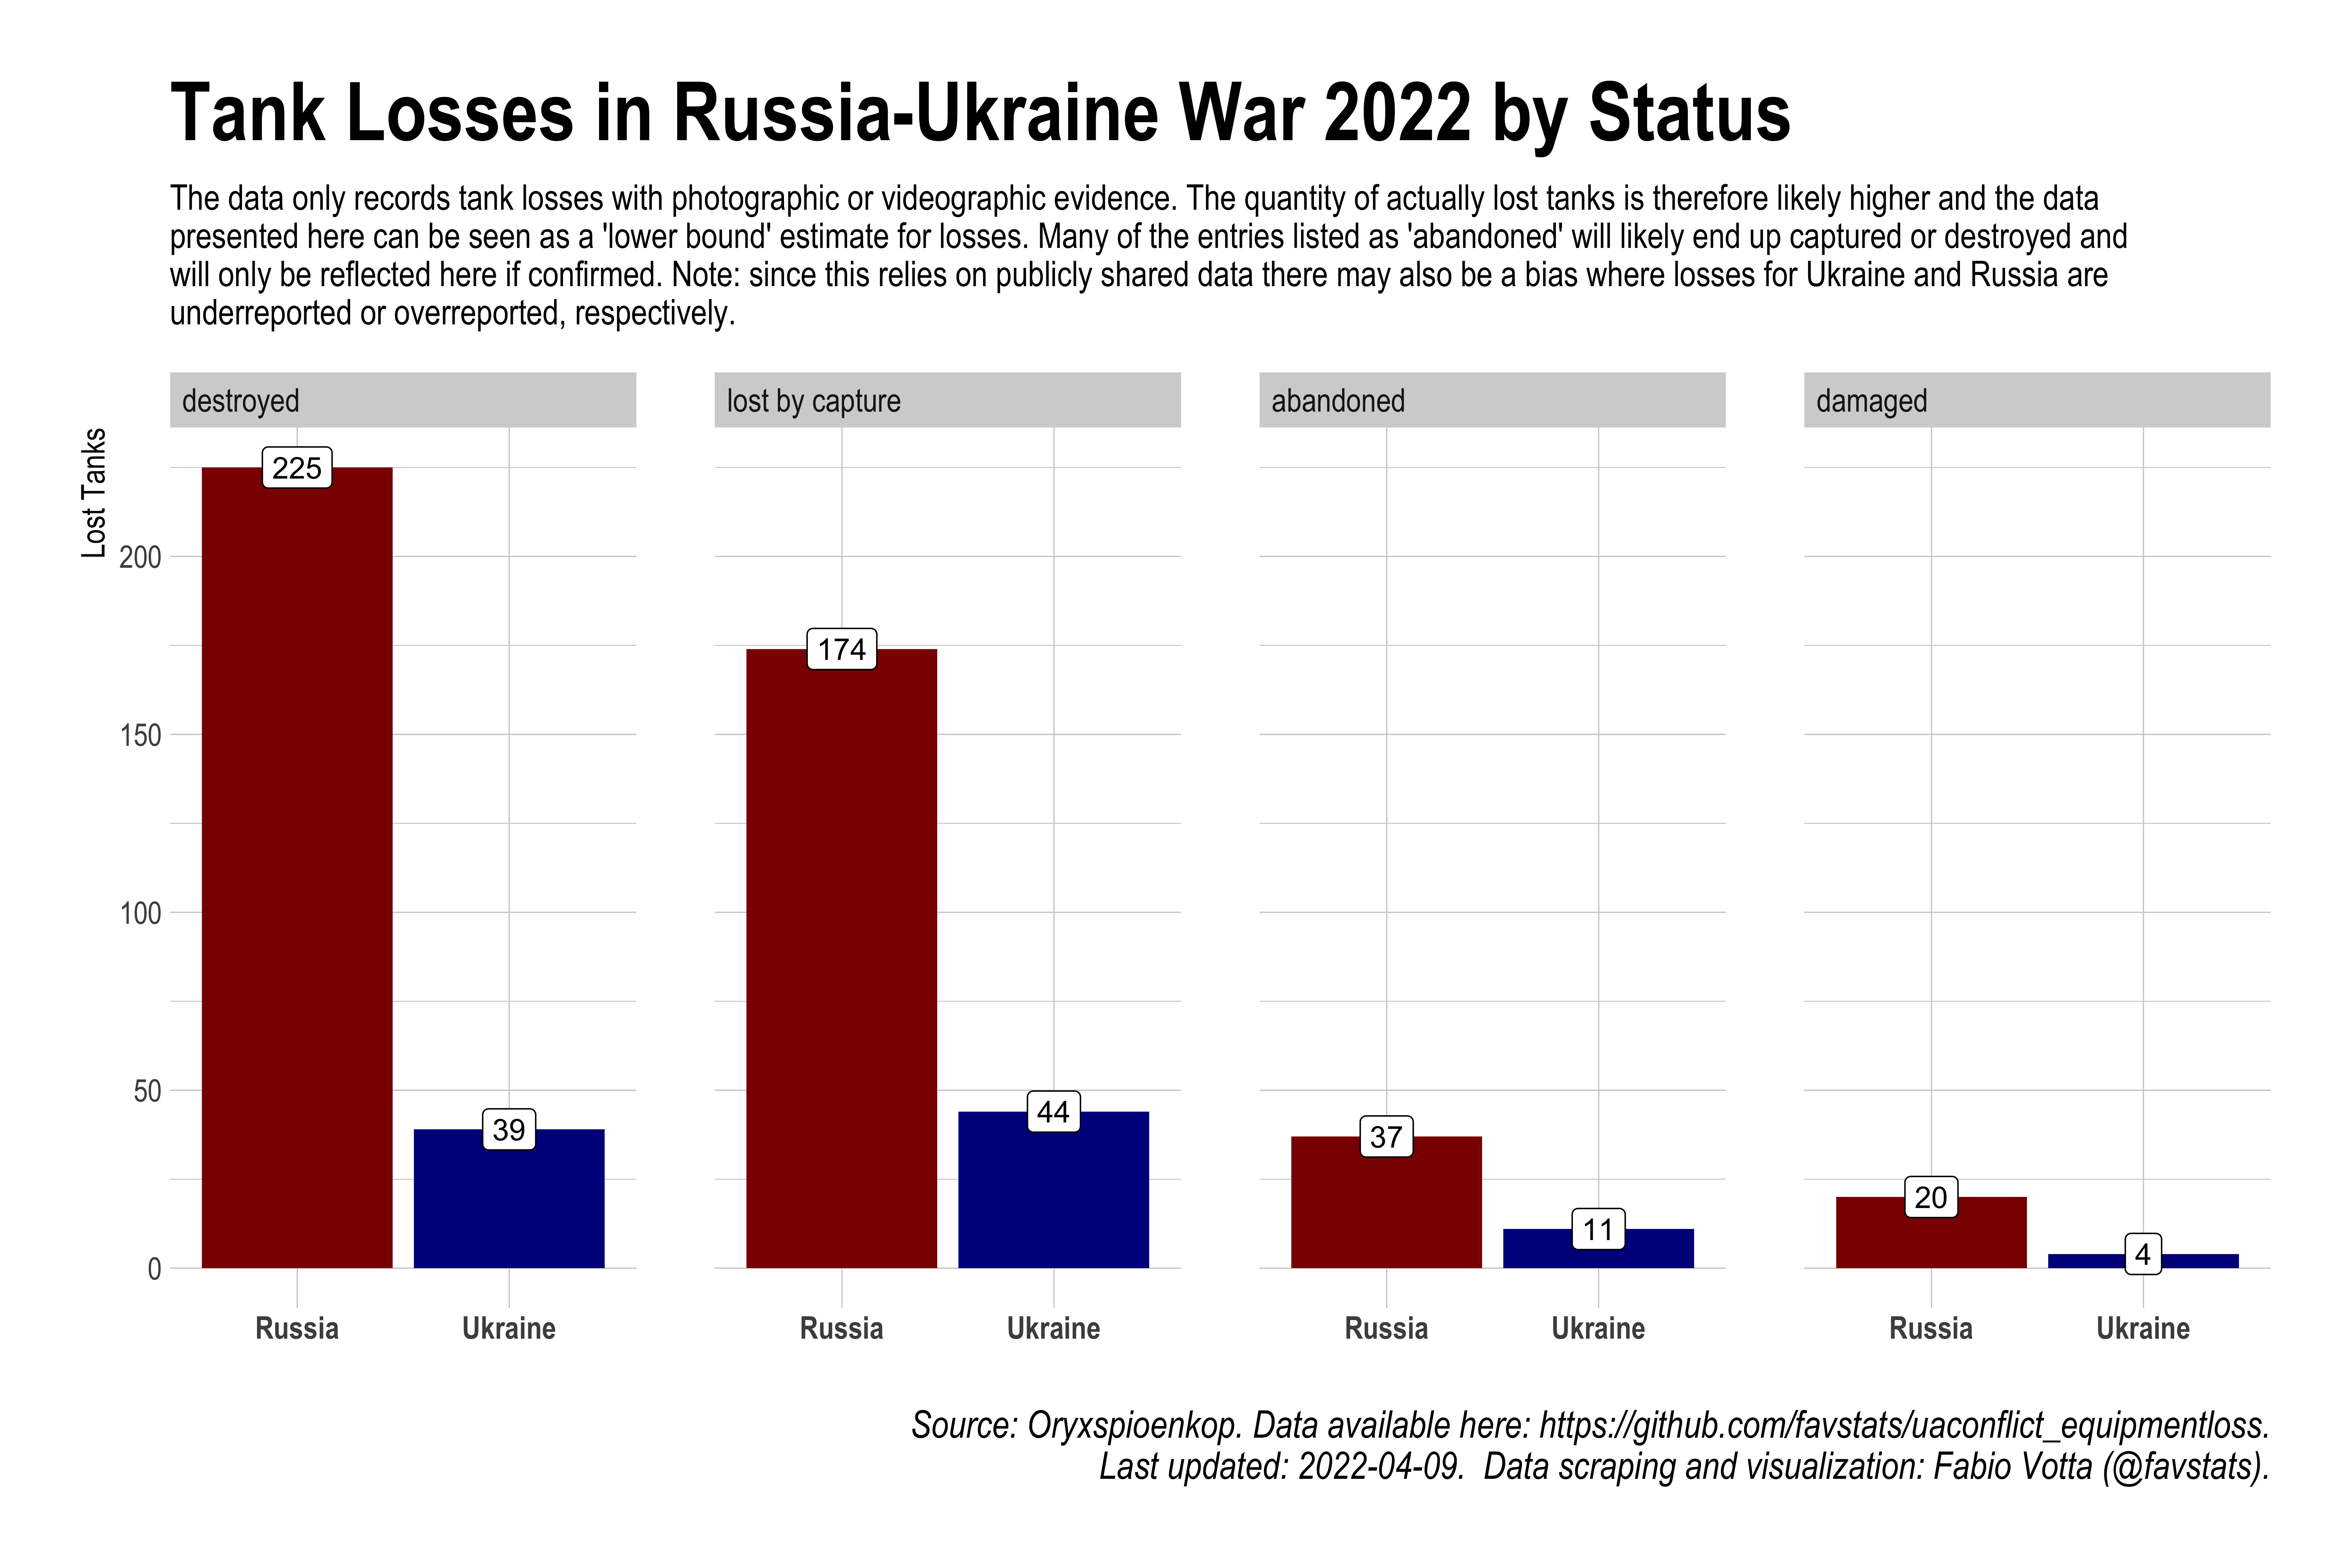 Tank Losses in Russia-Ukraine War 2022 by Status
The data only records tank losses with photographic or videographic evidence. The quantity of actually lost tanks is therefore likely higher and the data
presented here can be seen as a 'lower bound' estimate for losses. Many of the entries listed as 'abandoned' will likely end up captured or destroyed and
will only be reflected here if confirmed. Note: since this relies on publicly shared data there may also be a bias where losses for Ukraine and Russia are
underreported or overreported, respectively.
destroyed
lost by capture
abandoned
damaged
Lost Tanks
200
150
100
50
0
225
39
174
44
37
11
20
4
Russia
Ukraine
Russia
Ukraine
Russia
Ukraine
Russia
Ukraine
Source: Oryxspioenkop. Data available here: https://github.com/favstats/uaconflict_equipmentloss.
Last updated: 2022-04-09.  Data scraping and visualization: Fabio Votta (@favstats).